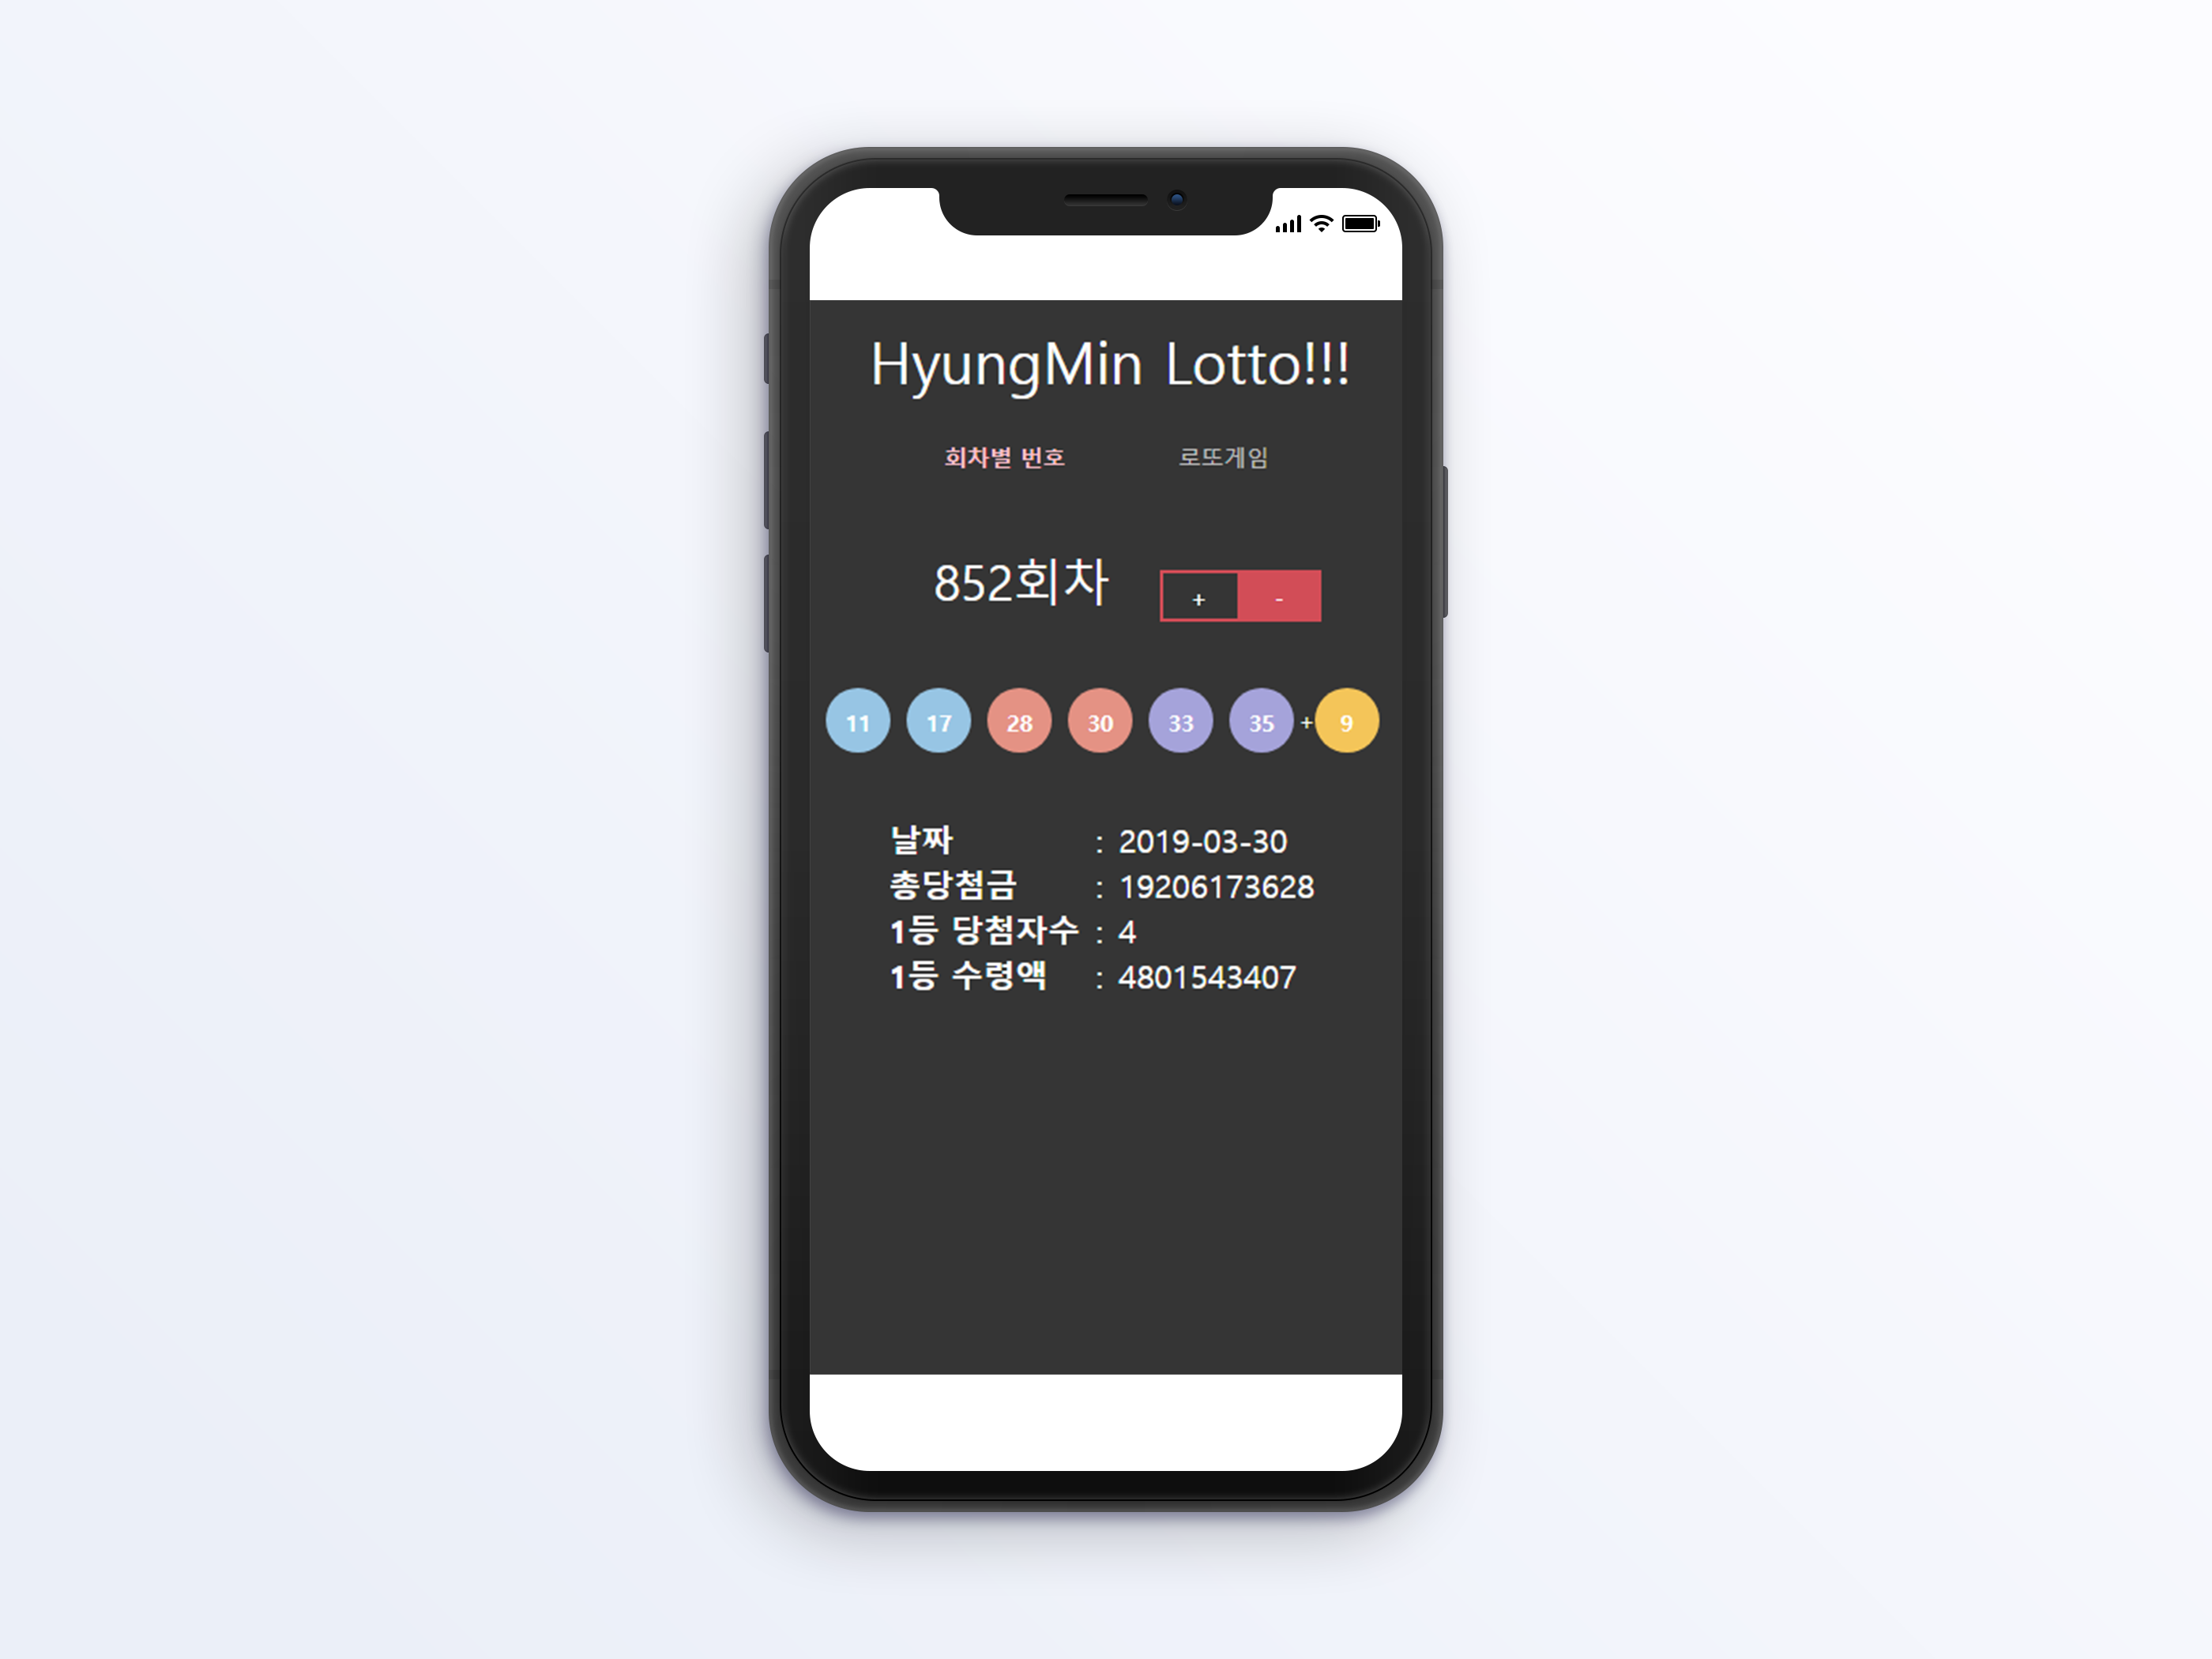 HyungMin Lotto!!!
회차별 번호 로또게임
852회차 + -
11 17 28 30 33 35 + 9
날짜 : 2019-03-30
총당첨금 : 19206173628
1등 당첨자수 : 4
1등 수령액 : 4801543407